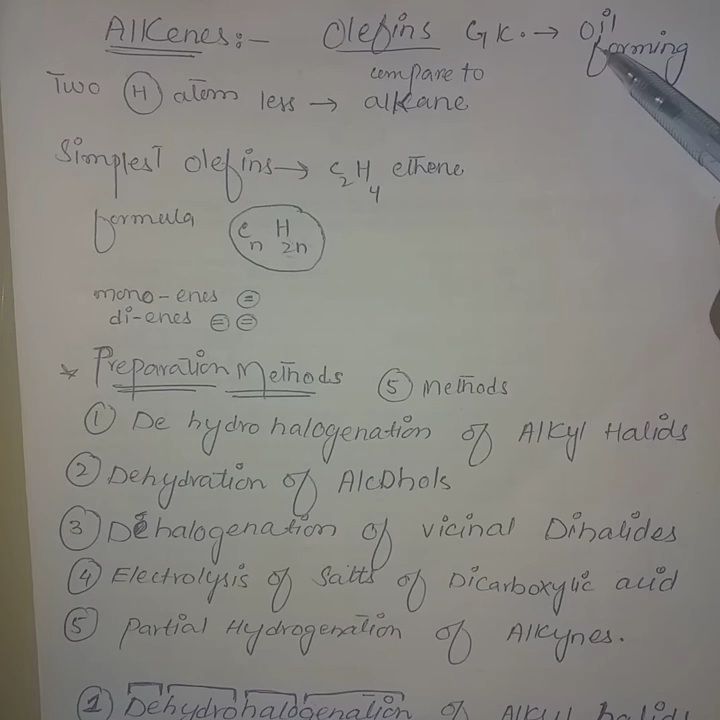 Alkenes:- Olefins GK. → Oil forming
Two H atom less → compare to alkane
Simplest olefins → C2H4 ethene
formula CnH2n
mono-enes =
di-enes = =
* Preparation Methods 5 Methods
1 De hydro halogenation of Alkyl Halids
2 Dehydration of Alcohols
3 Dehalogenation of vicinal Dihalides
4 Electrolysis of Salts of Dicarboxylic acid
5 Partial Hydrogenation of Alkynes.
1 Dehydrohalogenation of Alkyl halids